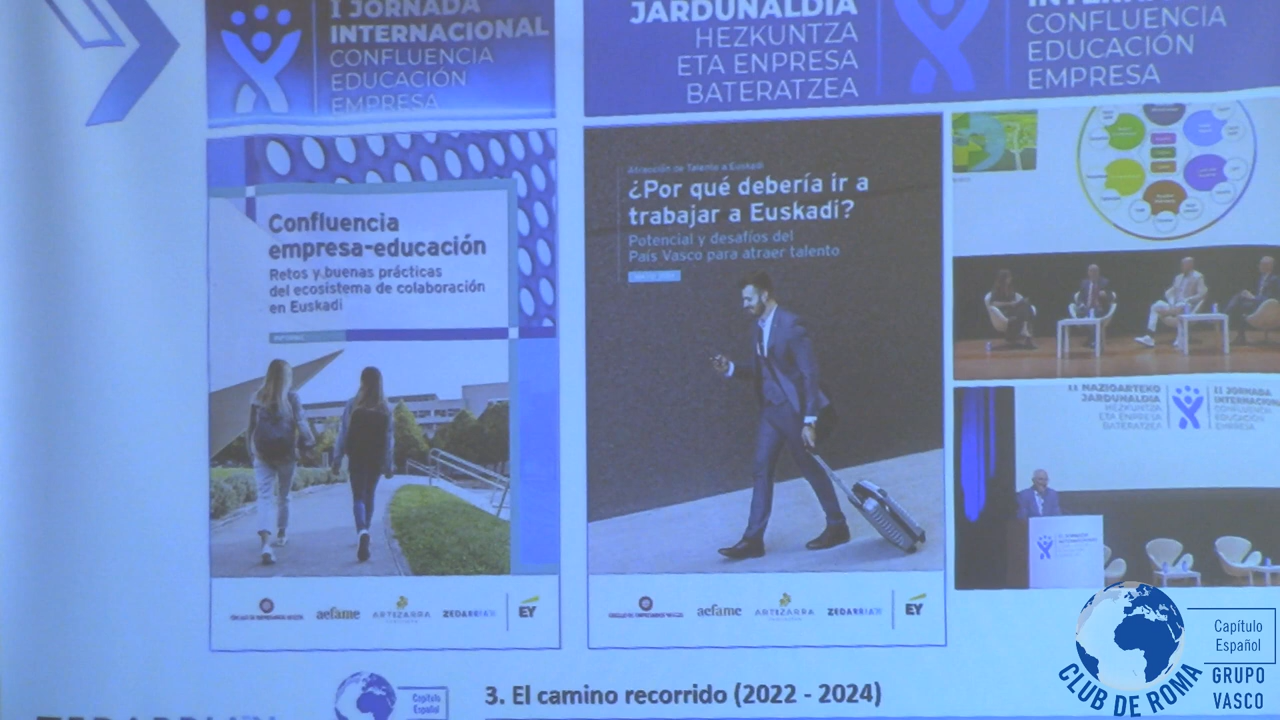 I JORNADA
INTERNACIONAL
CONFLUENCIA
EDUCACIÓN
EMPRESA
JARDUNALDIA
HEZKUNTZA
ETA ENPRESA
BATERATZEA
CONFLUENCIA
EDUCACIÓN
EMPRESA
Confluencia
empresa-educación
Retos y buenas prácticas
del ecosistema de colaboración
en Euskadi
aefame
ARTIZARRA
ZEDARRIAK
EY
Atracción de Talento a Euskadi
¿Por qué debería ir a
trabajar a Euskadi?
Potencial y desafíos del
País Vasco para atraer talento
aefame
ARTIZARRA
ZEDARRIAK
EY
II NAZIOARTEKO
JARDUNALDIA
HEZKUNTZA
ETA ENPRESA
BATERATZEA
II JORNADA
INTERNACION
CONFLUENCIA
EDUCACIÓN
EMPRESA
Capítulo
Español
3. El camino recorrido (2022 - 2024)
CLUB DE ROMA
Capítulo
Español
GRUPO
VASCO